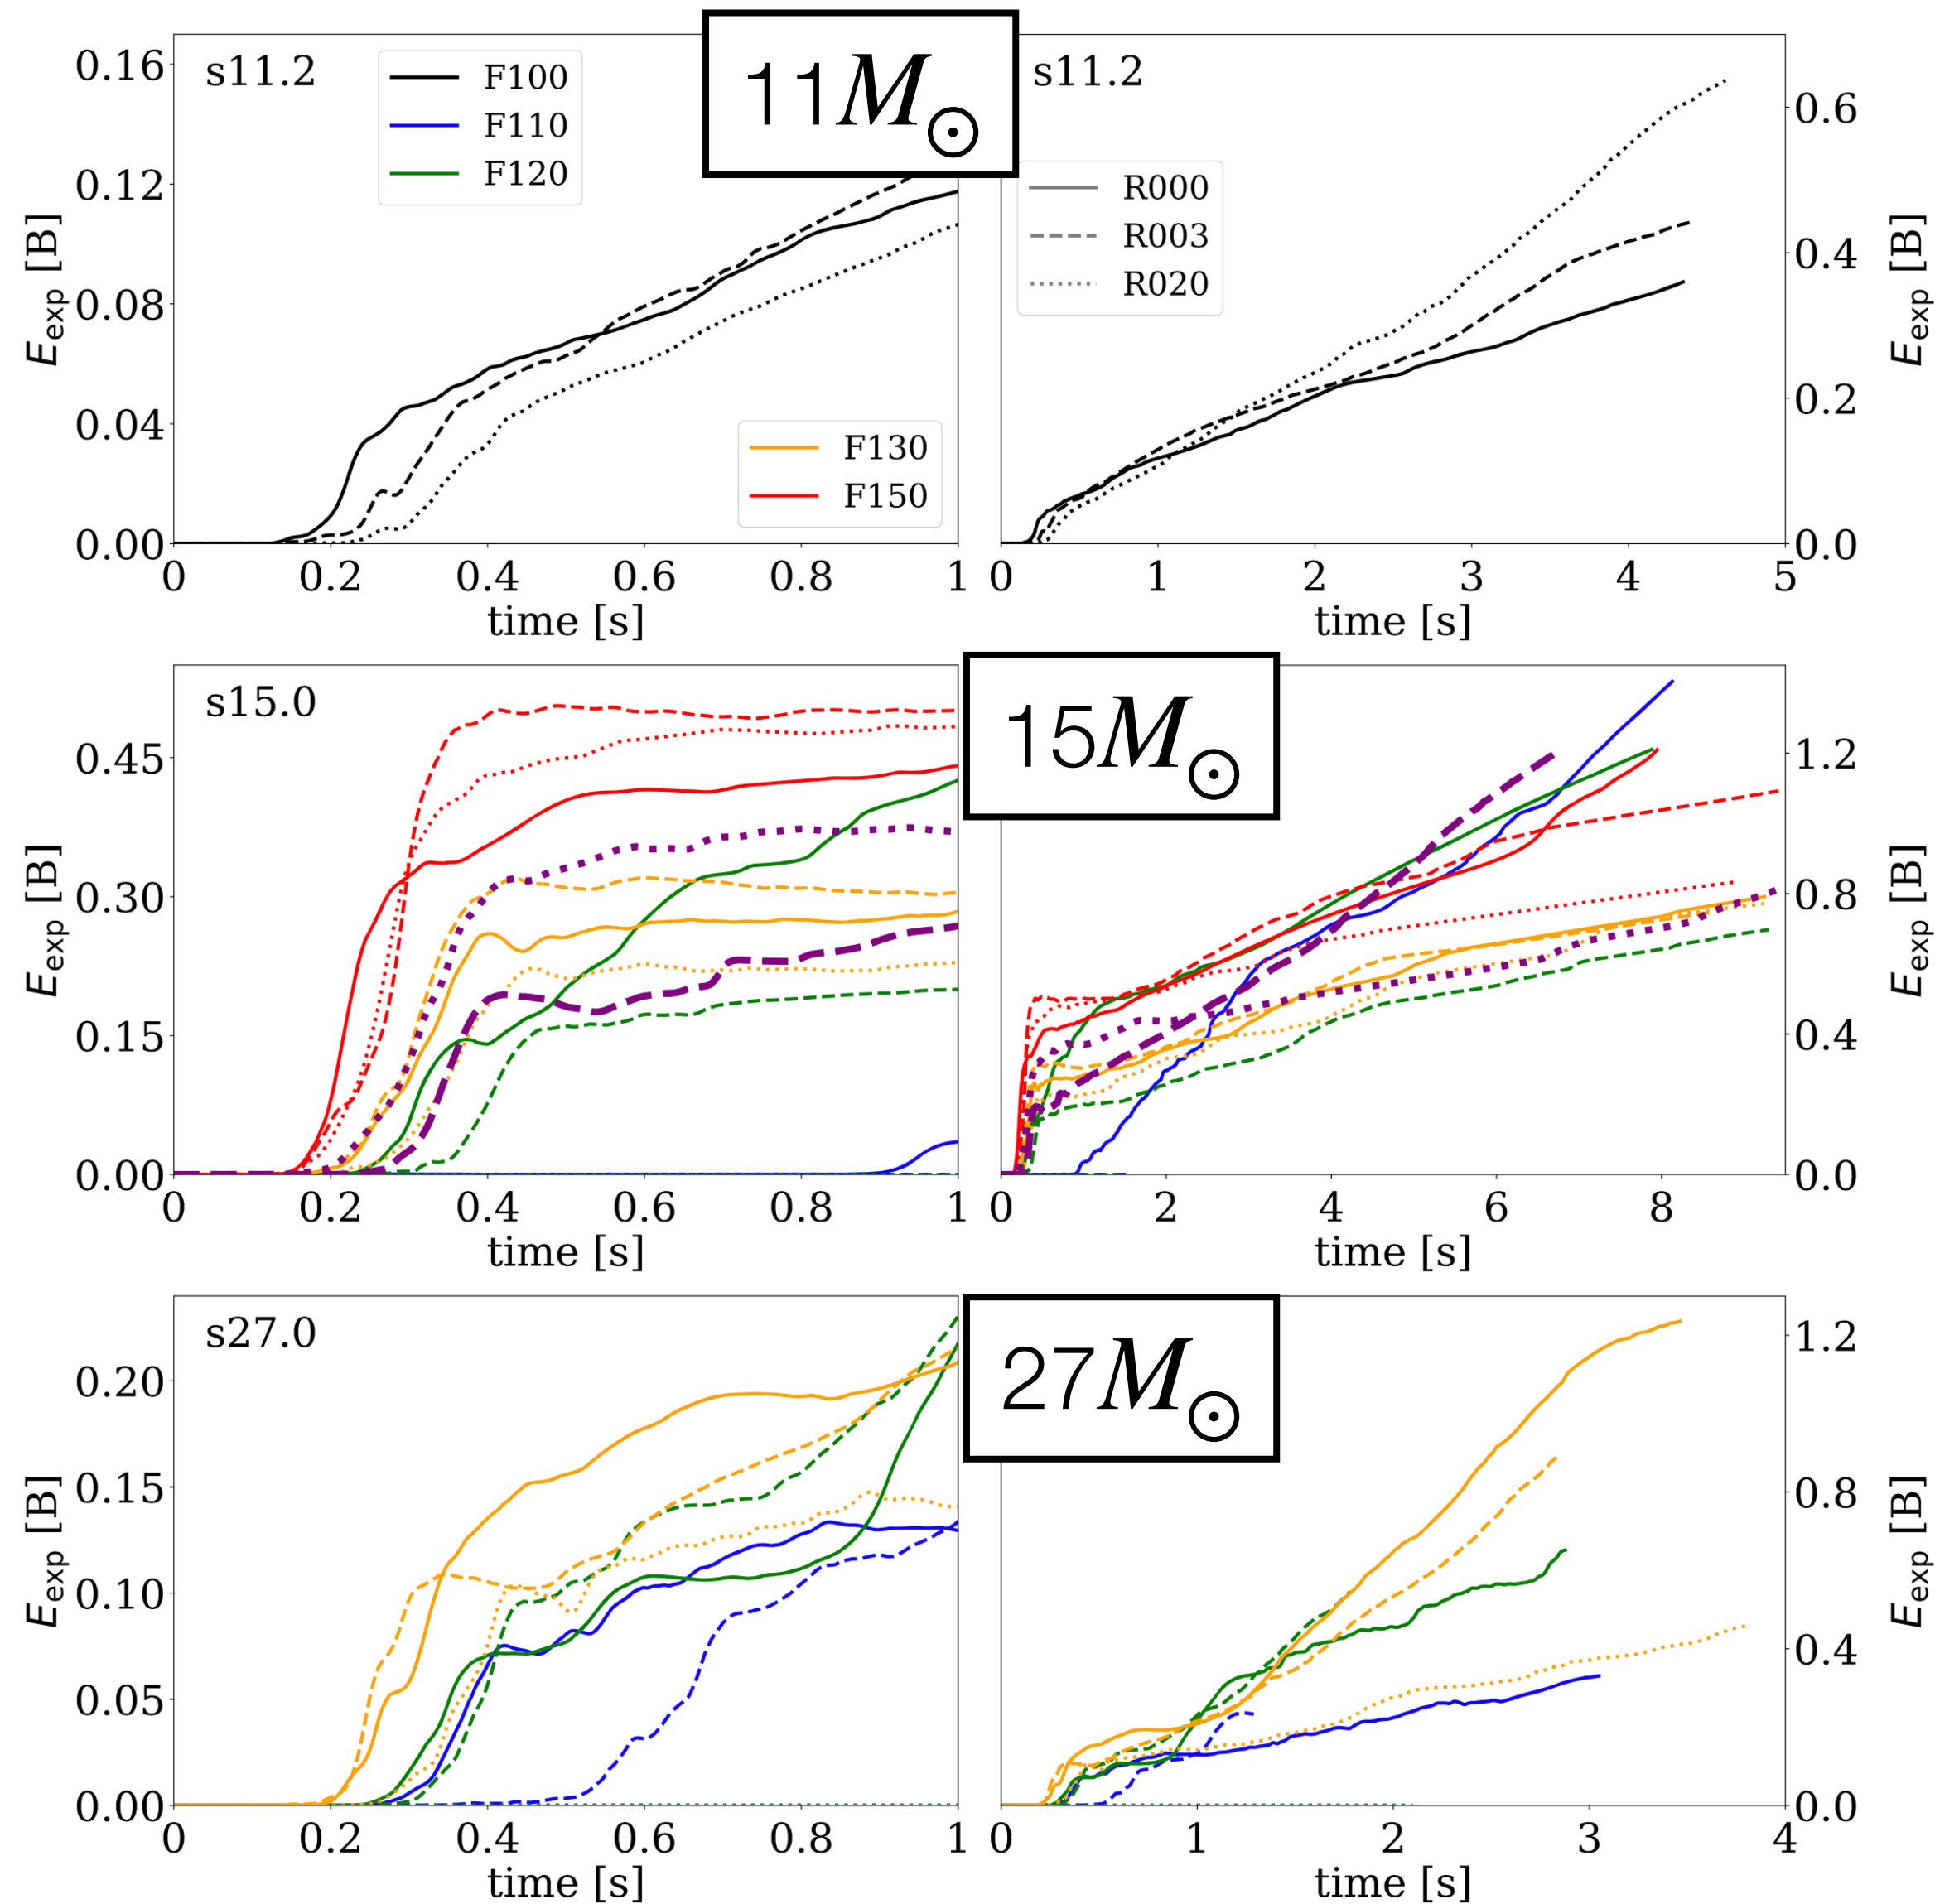 s11.2
F100
F110
F120
F130
F150
0.16
0.12
0.08
0.04
0.00
E_exp [B]
0 0.2 0.4 0.6 0.8 1
time [s]
11M⊙
s11.2
R000
R003
R020
0.6
0.4
0.2
0.0
E_exp [B]
0 1 2 3 4 5
time [s]
s15.0
0.45
0.30
0.15
0.00
E_exp [B]
0 0.2 0.4 0.6 0.8 1
time [s]
15M⊙
1.2
0.8
0.4
0.0
E_exp [B]
0 2 4 6 8
time [s]
s27.0
0.20
0.15
0.10
0.05
0.00
E_exp [B]
0 0.2 0.4 0.6 0.8 1
time [s]
27M⊙
1.2
0.8
0.4
0.0
E_exp [B]
0 1 2 3 4
time [s]